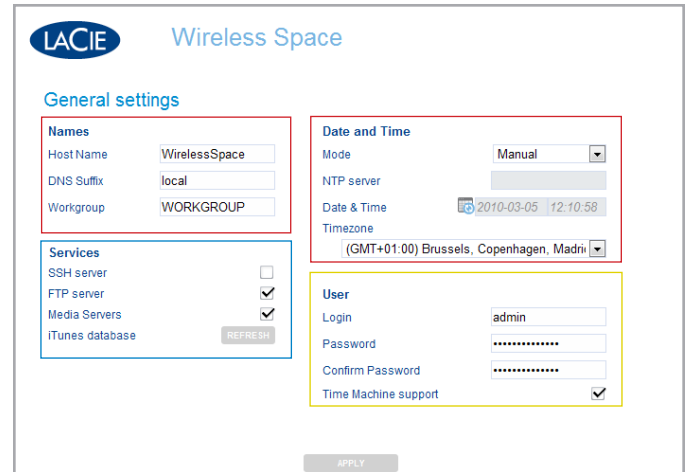 LACIE
Wireless Space
General settings
Names
Host Name WirelessSpace
DNS Suffix local
Workgroup WORKGROUP
Services
SSH server
FTP server
Media Servers
iTunes database REFRESH
Date and Time
Mode Manual
NTP server
Date & Time 2010-03-05 12:10:58
Timezone
(GMT+01:00) Brussels, Copenhagen, Madri
User
Login admin
Password ••••••••••••••
Confirm Password ••••••••••••••
Time Machine support
APPLY